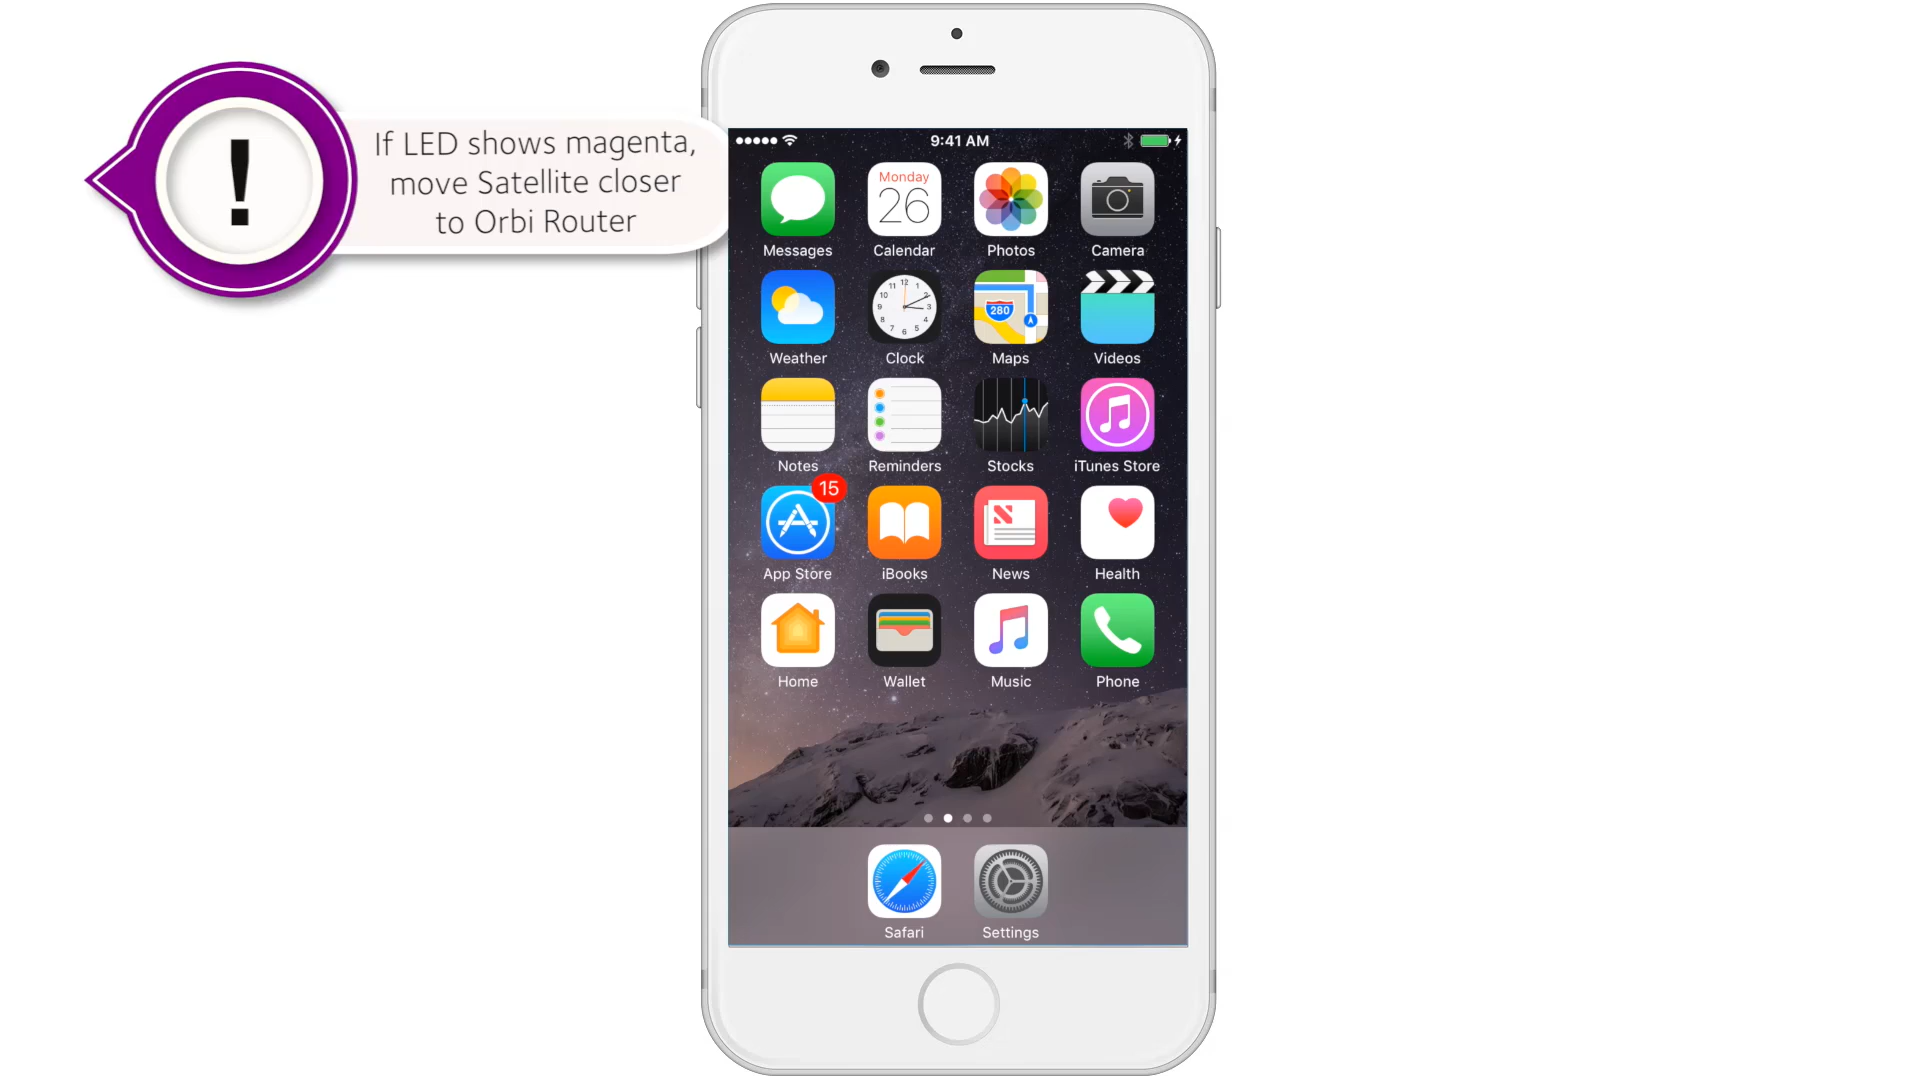 !
If LED shows magenta,
move Satellite closer
to Orbi Router
9:41 AM
Monday
26
Messages Calendar Photos Camera
280
Weather Clock Maps Videos
Notes Reminders Stocks iTunes Store
15
App Store iBooks News Health
Home Wallet Music Phone
Safari Settings